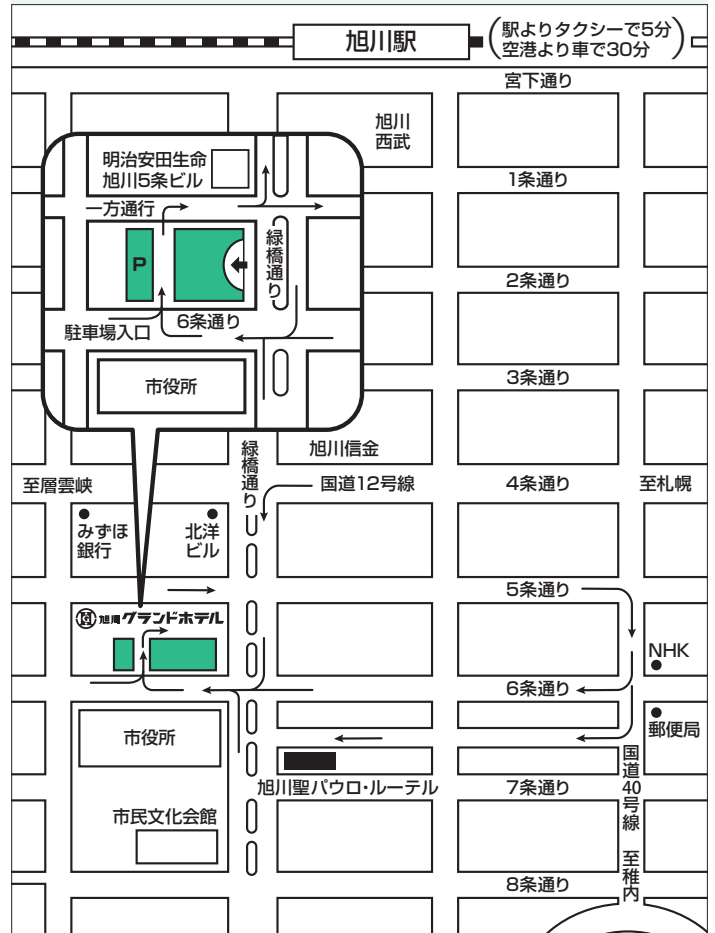 旭川駅
駅よりタクシーで5分
空港より車で30分
宮下通り
旭川
西武
明治安田生命
旭川5条ビル
1条通り
一方通行
緑橋通り
P
2条通り
6条通り
駐車場入口
3条通り
市役所
緑橋通り
旭川信金
至層雲峡
国道12号線
4条通り
至札幌
みずほ
銀行
北洋
ビル
5条通り
旭川グランドホテル
NHK
6条通り
郵便局
市役所
国道40号線
旭川聖パウロ・ルーテル
7条通り
市民文化会館
至稚内
8条通り